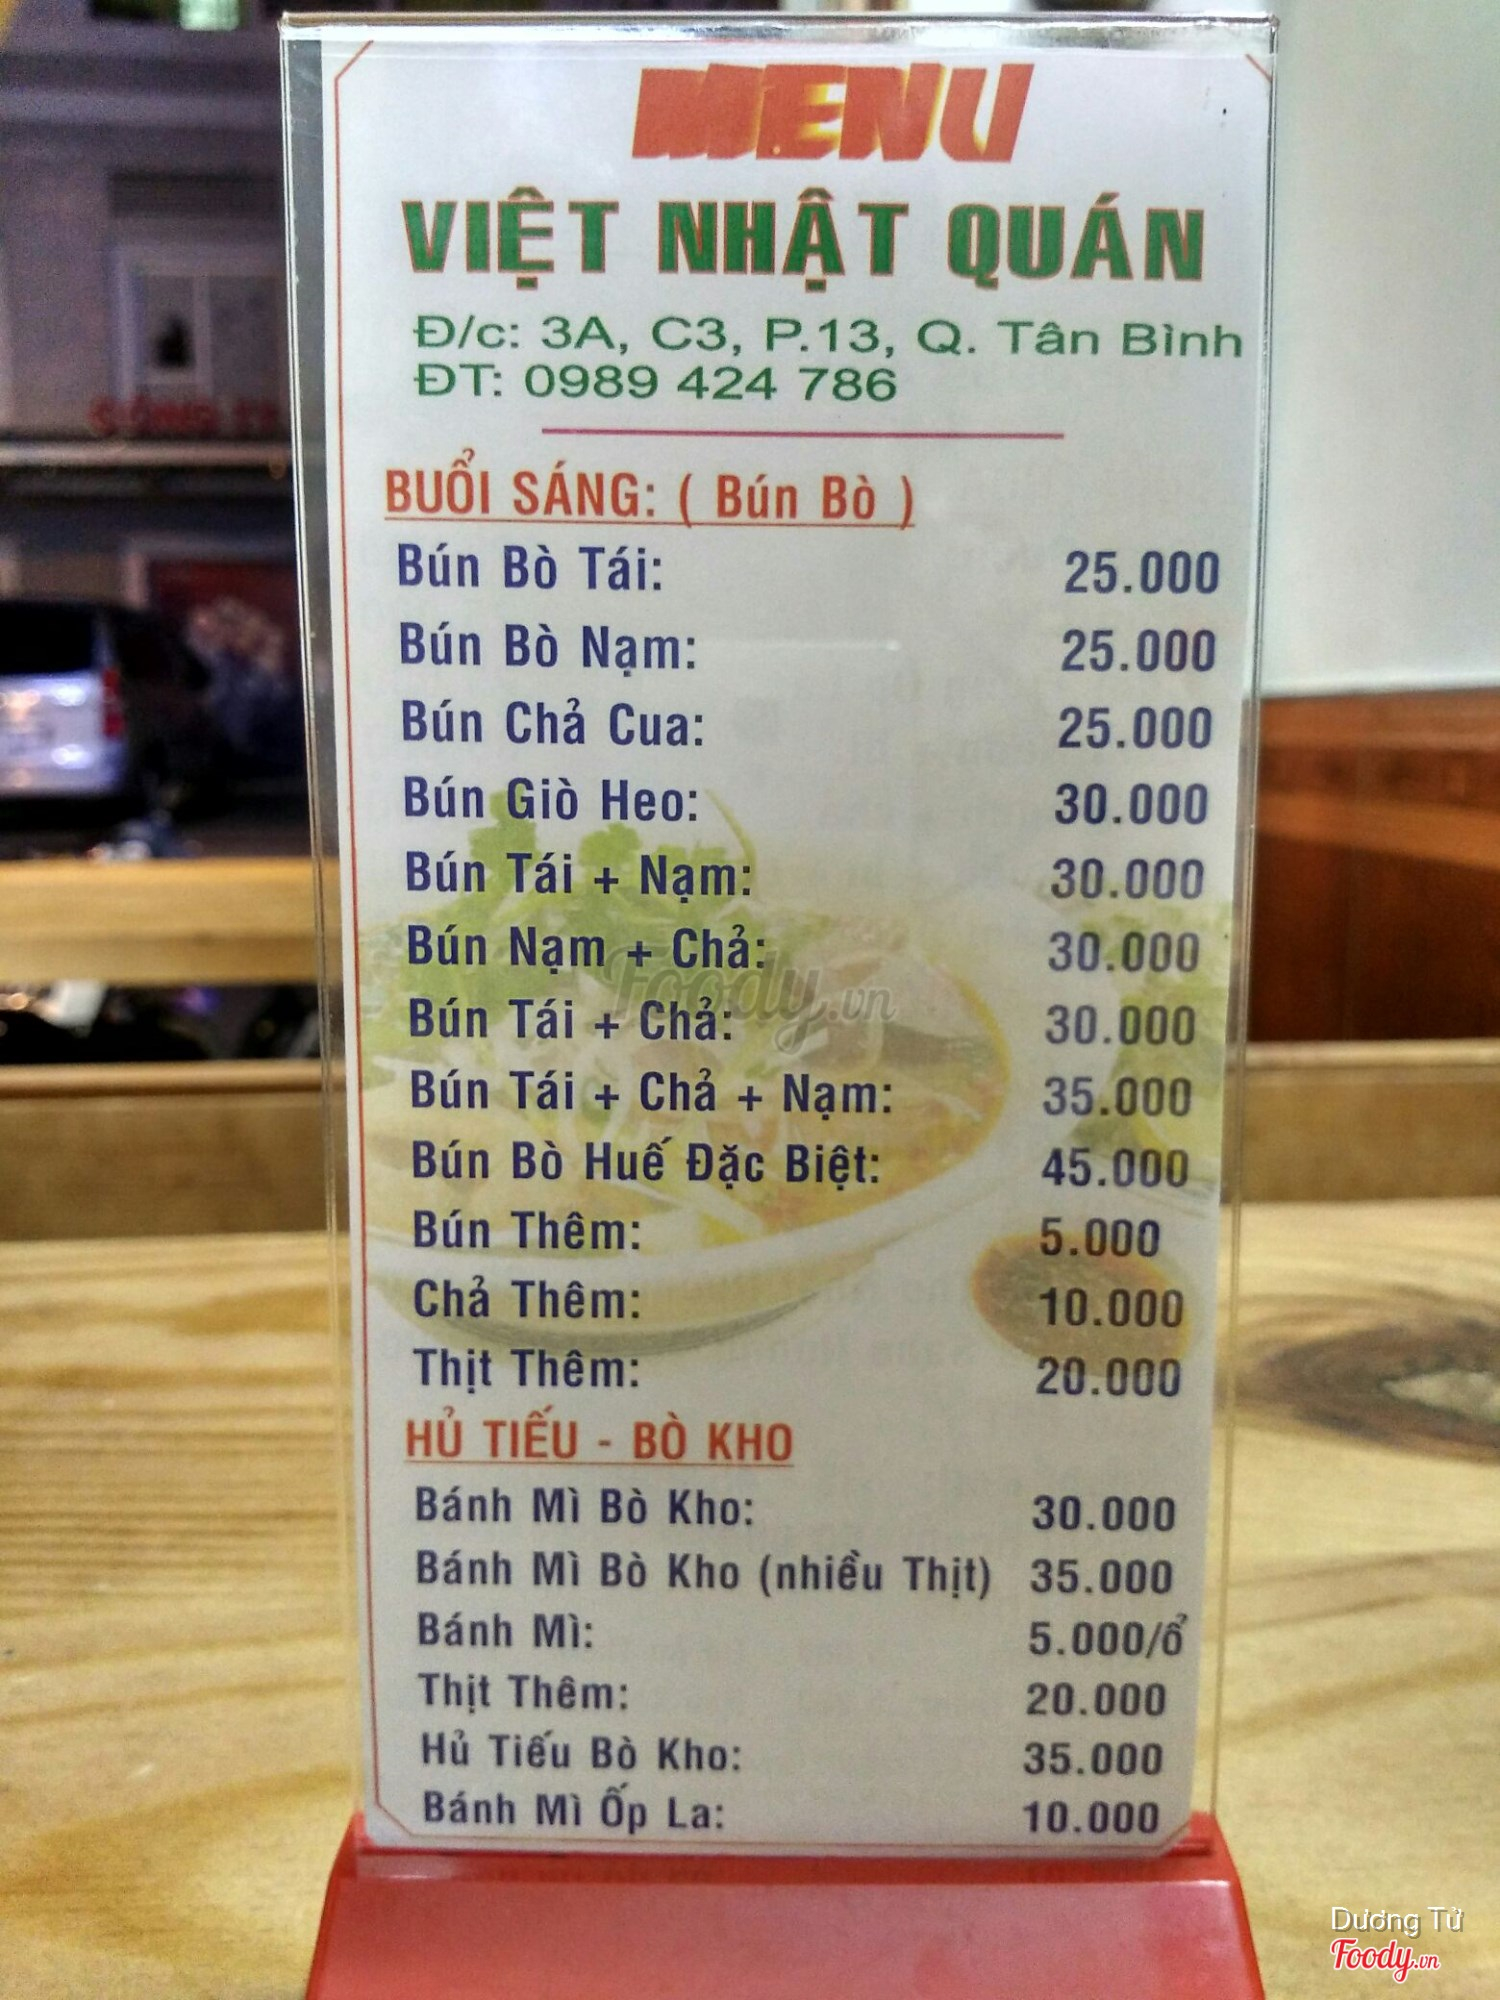 MENU
VIỆT NHẬT QUÁN
Đ/c: 3A, C3, P.13, Q. Tân Bình
ĐT: 0989 424 786
BUỔI SÁNG: ( Bún Bò )
Bún Bò Tái: 25.000
Bún Bò Nạm: 25.000
Bún Chả Cua: 25.000
Bún Giò Heo: 30.000
Bún Tái + Nạm: 30.000
Bún Nạm + Chả: 30.000
Bún Tái + Chả: 30.000
Bún Tái + Chả + Nạm: 35.000
Bún Bò Huế Đặc Biệt: 45.000
Bún Thêm: 5.000
Chả Thêm: 10.000
Thịt Thêm: 20.000
HỦ TIẾU - BÒ KHO
Bánh Mì Bò Kho: 30.000
Bánh Mì Bò Kho (nhiều Thịt) 35.000
Bánh Mì: 5.000/ổ
Thịt Thêm: 20.000
Hủ Tiếu Bò Kho: 35.000
Bánh Mì Ốp La: 10.000
Foody.vn
Dương Tử
Foody.vn